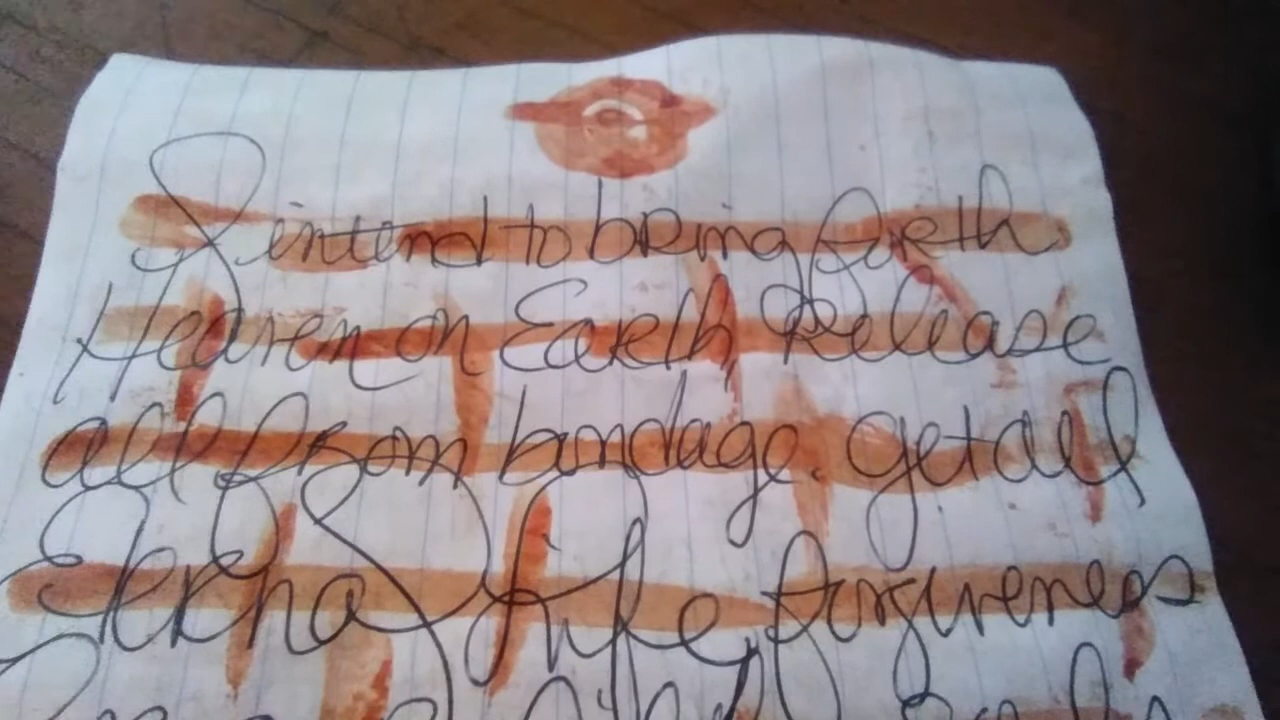 I intend to bring forth
Heaven on Earth Release
all from bondage. get all
Eternal Life, forgiveness